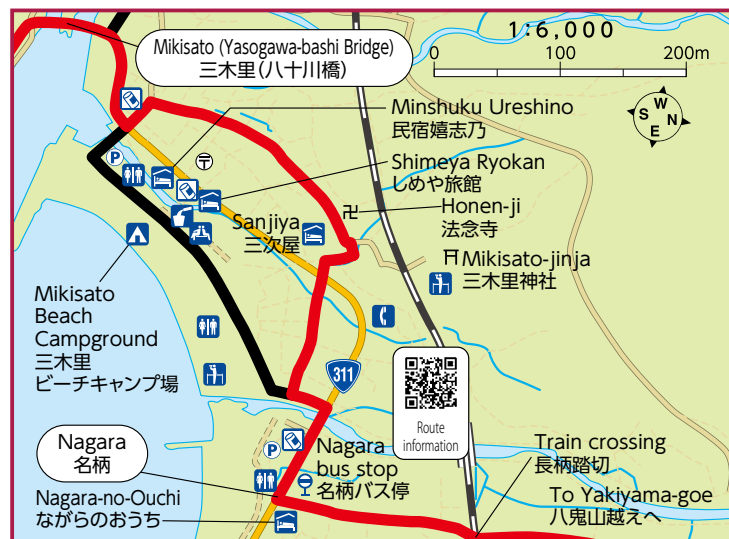 Mikisato (Yasogawa-bashi Bridge)
三木里(八十川橋)
1:6,000
0
100
200m
W
S
N
E
Minshuku Ureshino
民宿嬉志乃
P
〒
Shimeya Ryokan
しめや旅館
卍
Honen-ji
法念寺
Sanjiya
三次屋
Mikisato-jinja
三木里神社
Mikisato
Beach
Campground
三木里
ビーチキャンプ場
311
Route
information
Nagara
名柄
P
Nagara
bus stop
名柄バス停
Train crossing
長柄踏切
Nagara-no-Ouchi
ながらのおうち
To Yakiyama-goe
八鬼山越えへ